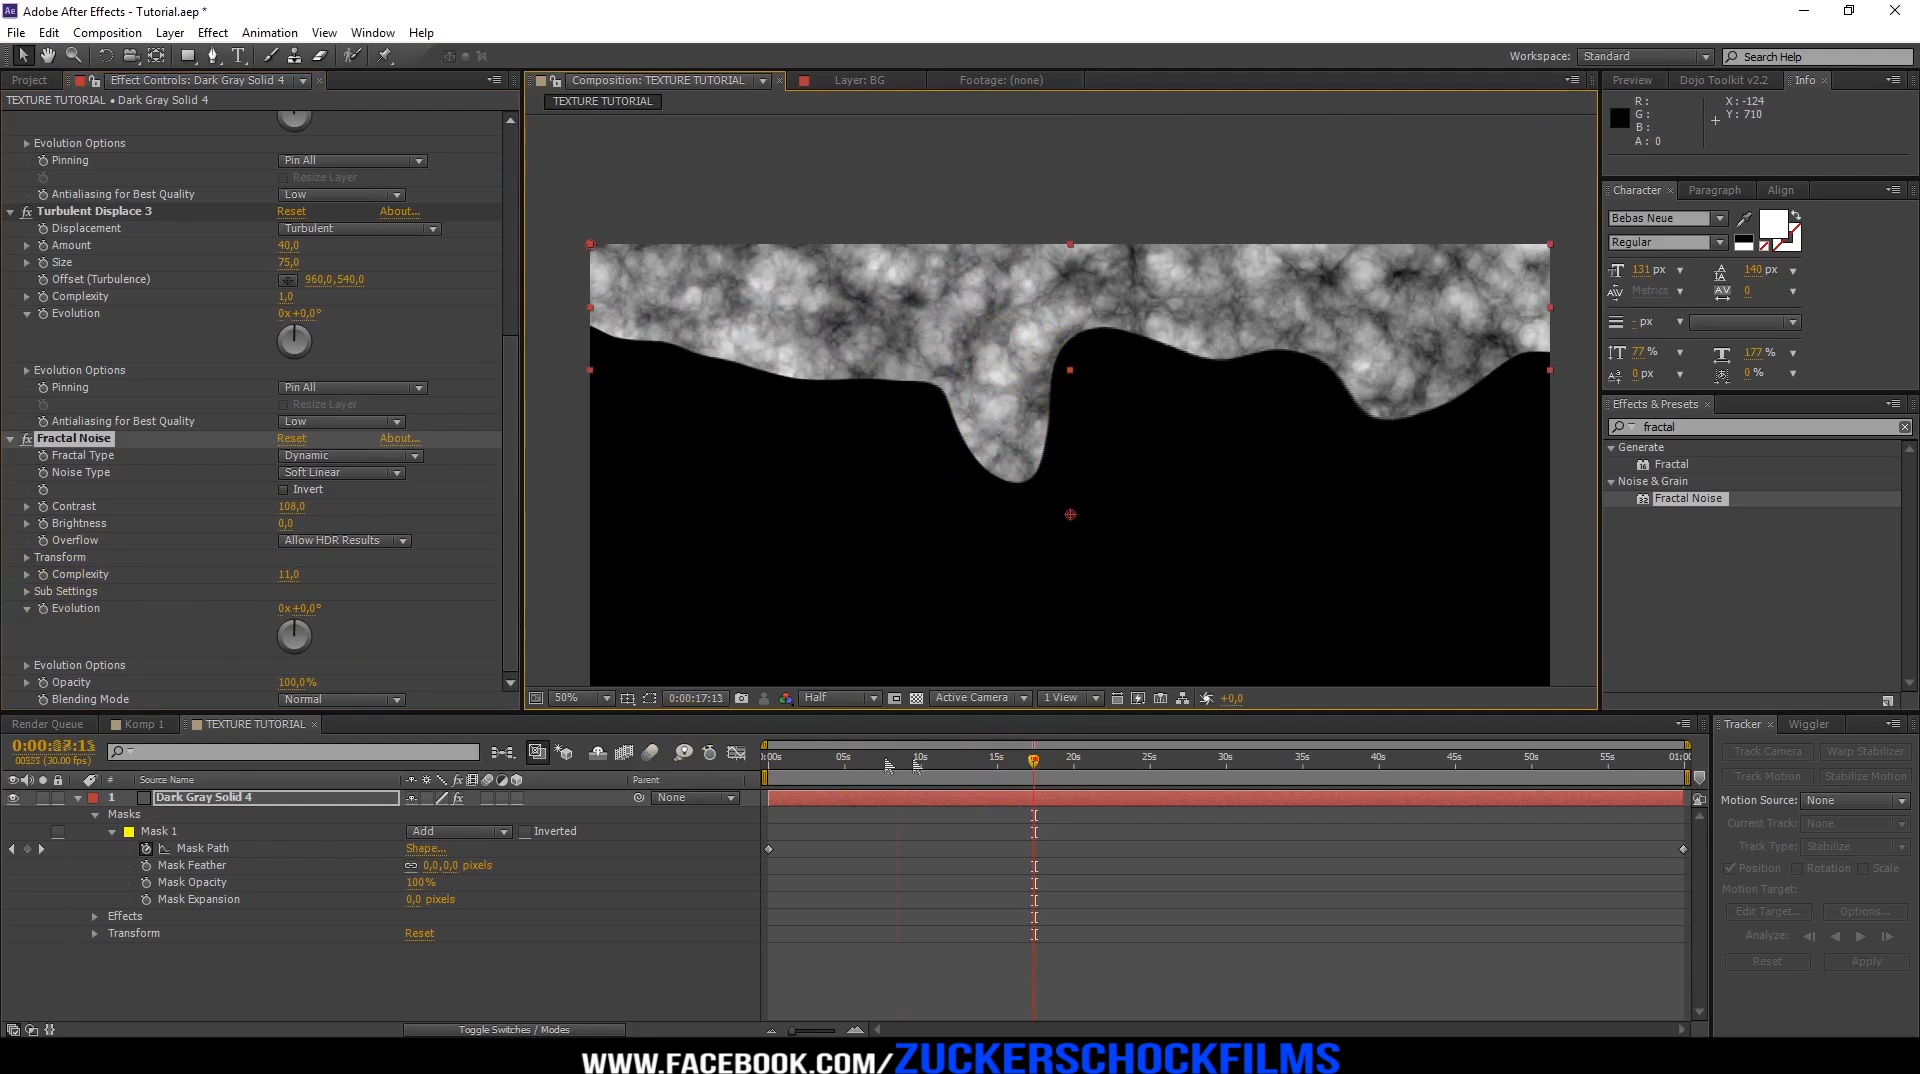 Adobe After Effects - Tutorial.aep *
File Edit Composition Layer Effect Animation View Window Help
Workspace: Standard Search Help
Project Effect Controls: Dark Gray Solid 4 Composition: TEXTURE TUTORIAL Layer: BG Footage: (none) Preview Dojo Toolkit v2.2 Info
TEXTURE TUTORIAL • Dark Gray Solid 4
TEXTURE TUTORIAL
R: X: -124
G: Y: 710
B:
A: 0
Evolution Options
Pinning Pin All
Resize Layer
Antialiasing for Best Quality Low
fx Turbulent Displace 3 Reset About...
Displacement Turbulent
Amount 40,0
Size 75,0
Offset (Turbulence) 960,0,540,0
Complexity 1,0
Evolution 0x+0,0°
Evolution Options
Pinning Pin All
Resize Layer
Antialiasing for Best Quality Low
fx Fractal Noise Reset About...
Fractal Type Dynamic
Noise Type Soft Linear
Invert
Contrast 108,0
Brightness 0,0
Overflow Allow HDR Results
Transform
Complexity 11,0
Sub Settings
Evolution 0x+0,0°
Evolution Options
Opacity 100,0%
Blending Mode Normal
50% 0:00:17:13 Half Active Camera 1 View +0,0
Character Paragraph Align
Bebas Neue
Regular
131 px 140 px
Metrics 0
- px
77 % 177 %
0 px 0 %
Effects & Presets
fractal
Generate
Fractal
Noise & Grain
Fractal Noise
Render Queue Komp 1 TEXTURE TUTORIAL
(30.00 fps)
# Source Name fx Parent
1 Dark Gray Solid 4 fx None
Masks
Mask 1 Add Inverted
Mask Path Shape...
Mask Feather 0,0,0,0 pixels
Mask Opacity 100%
Mask Expansion 0,0 pixels
Effects
Transform Reset
Toggle Switches / Modes
0:00s 05s 10s 15s 20s 25s 30s 35s 40s 45s 50s 55s 01:00
Tracker Wiggler
Track Camera Warp Stabilizer
Track Motion Stabilize Motion
Motion Source: None
Current Track: None
Track Type: Stabilize
Position Rotation Scale
Motion Target:
Edit Target... Options...
Analyze:
Reset Apply
WWW.FACEBOOK.COM/ZUCKERSCHOCKFILMS